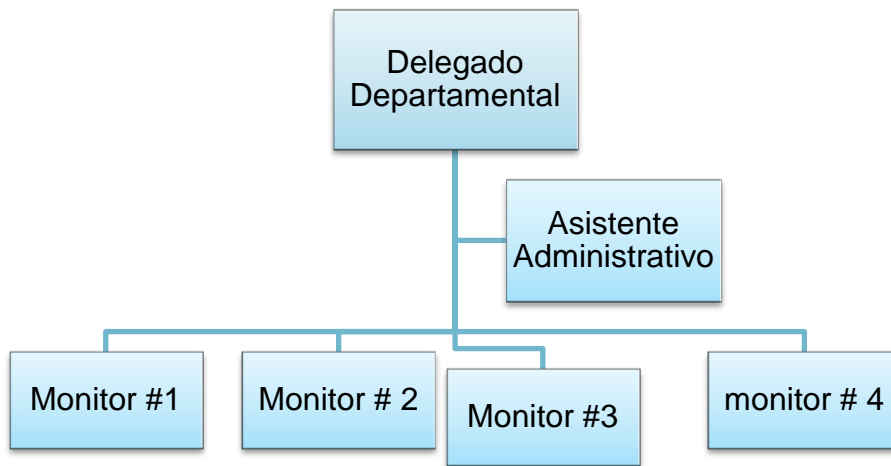 Delegado
Departamental
Asistente
Administrativo
Monitor #1
Monitor # 2
Monitor #3
monitor # 4